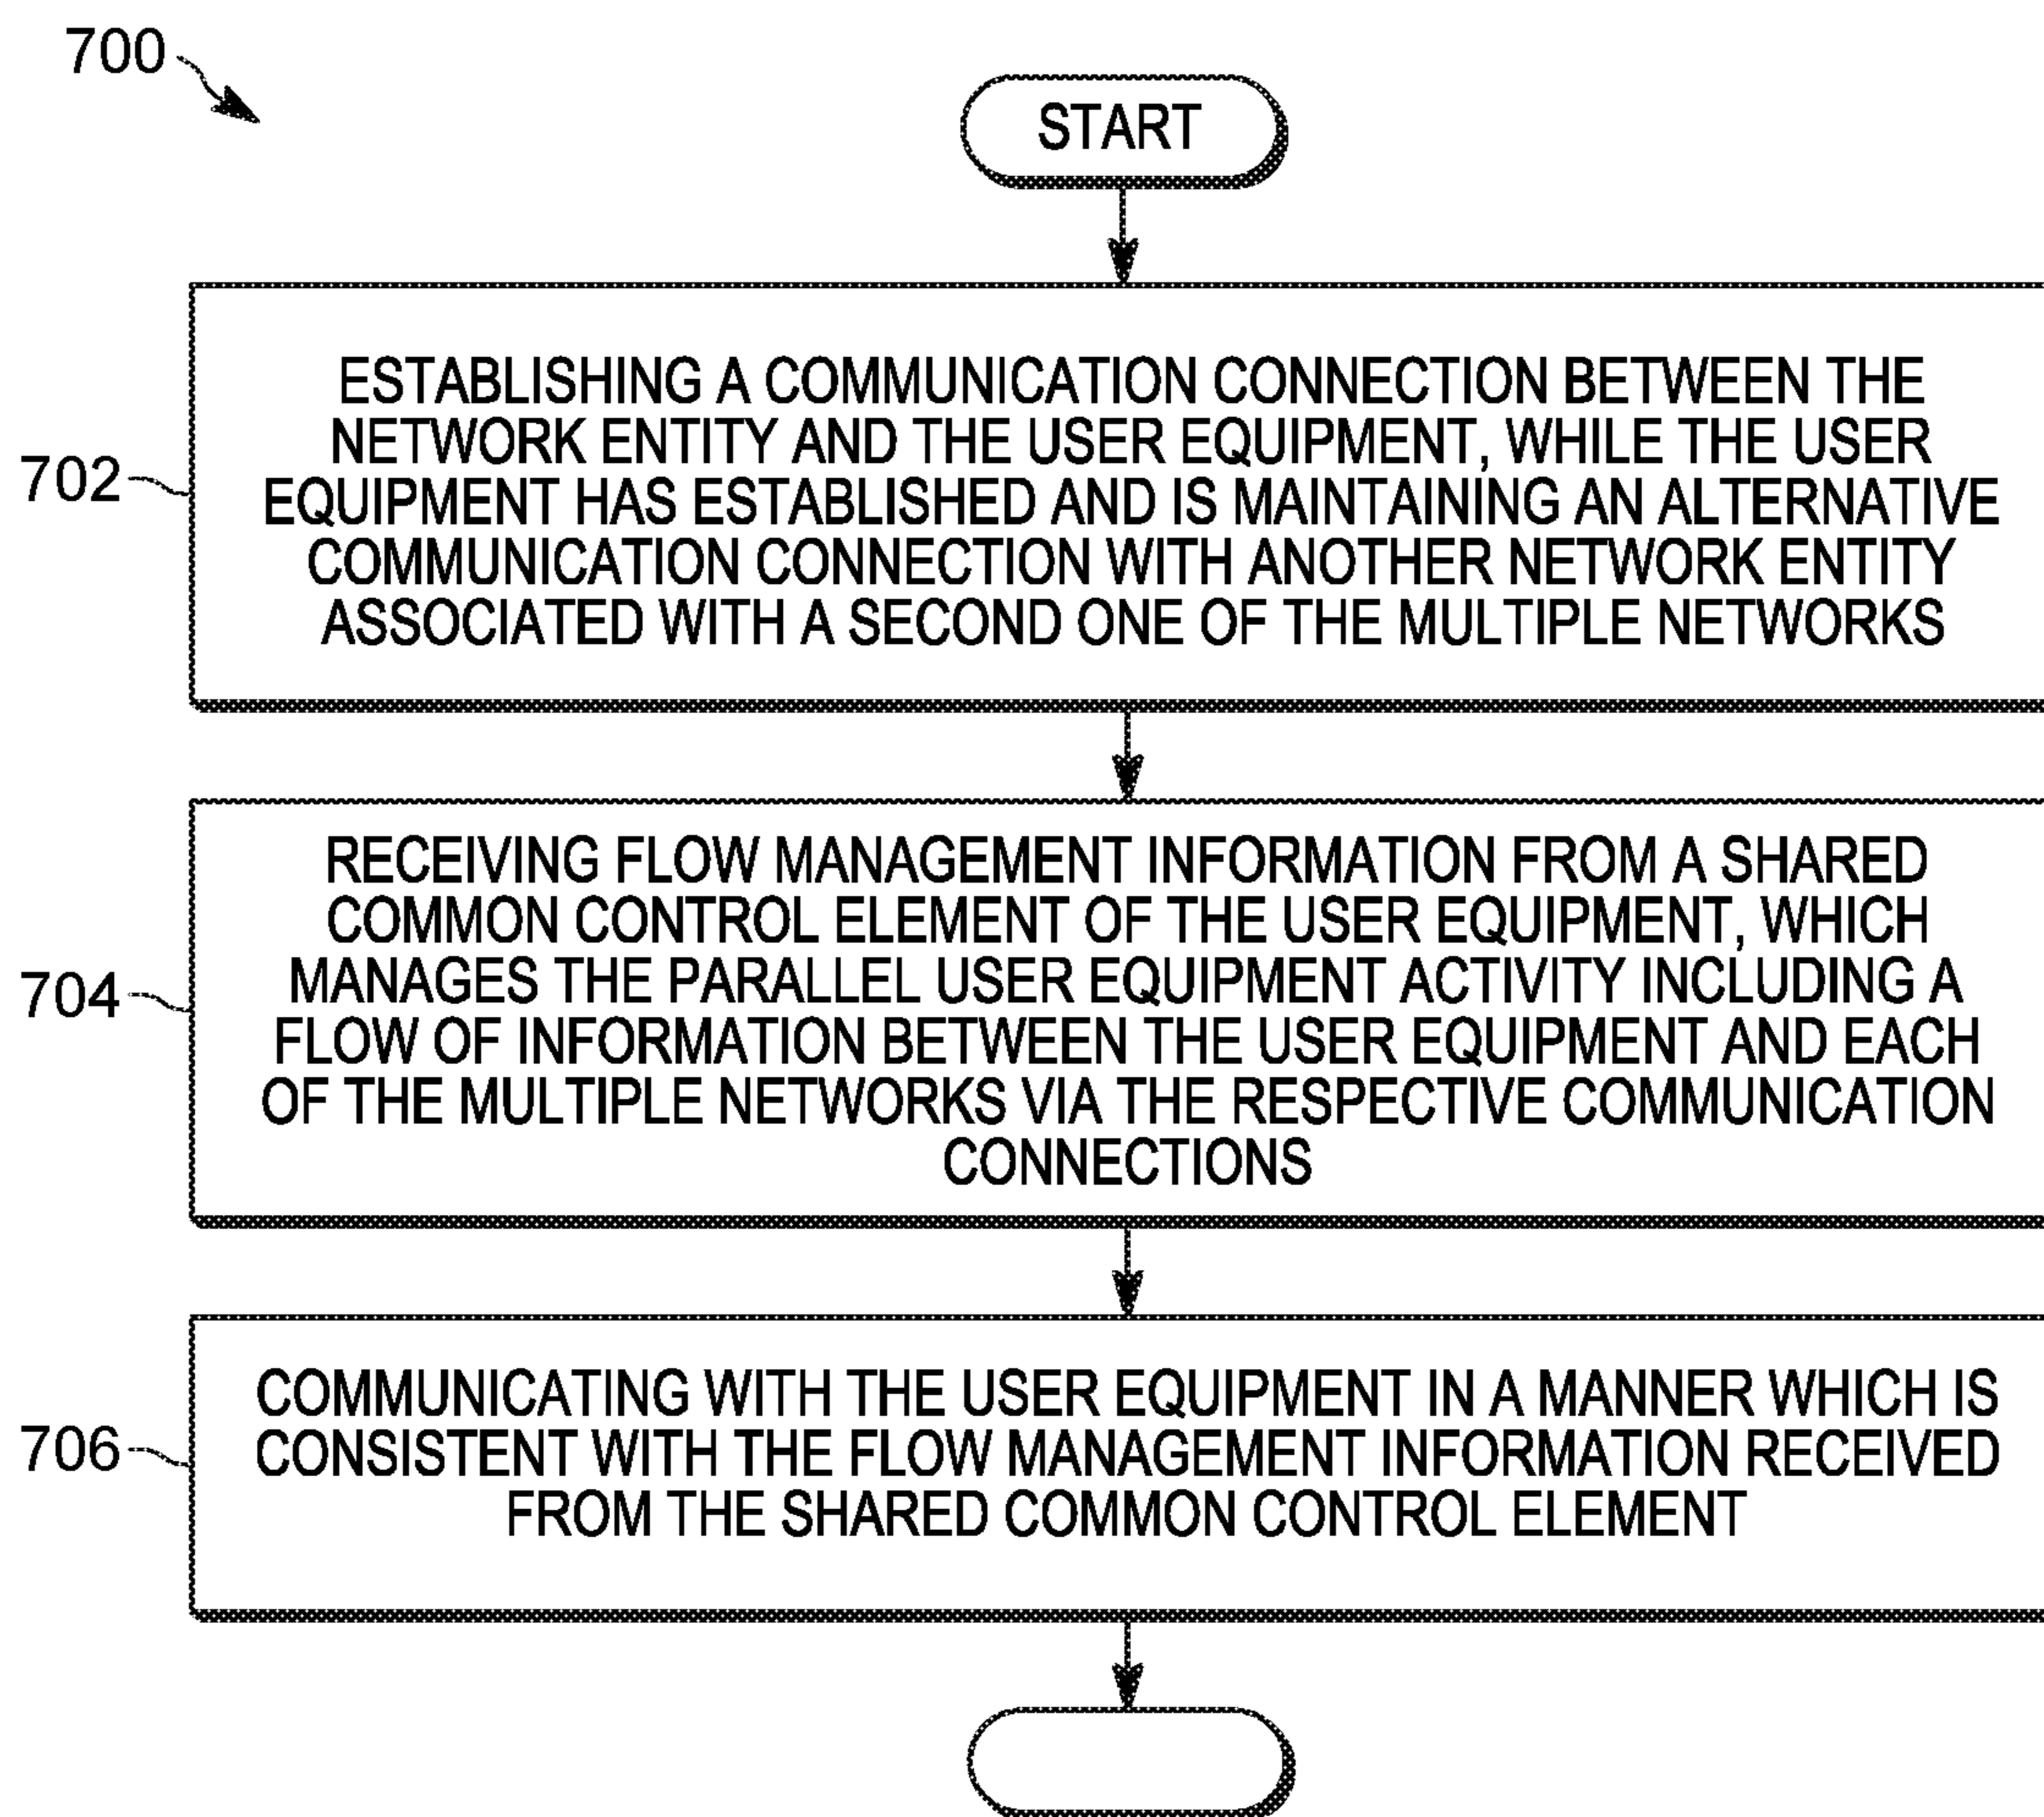 700
START
702
ESTABLISHING A COMMUNICATION CONNECTION BETWEEN THE
NETWORK ENTITY AND THE USER EQUIPMENT, WHILE THE USER
EQUIPMENT HAS ESTABLISHED AND IS MAINTAINING AN ALTERNATIVE
COMMUNICATION CONNECTION WITH ANOTHER NETWORK ENTITY
ASSOCIATED WITH A SECOND ONE OF THE MULTIPLE NETWORKS
704
RECEIVING FLOW MANAGEMENT INFORMATION FROM A SHARED
COMMON CONTROL ELEMENT OF THE USER EQUIPMENT, WHICH
MANAGES THE PARALLEL USER EQUIPMENT ACTIVITY INCLUDING A
FLOW OF INFORMATION BETWEEN THE USER EQUIPMENT AND EACH
OF THE MULTIPLE NETWORKS VIA THE RESPECTIVE COMMUNICATION
CONNECTIONS
706
COMMUNICATING WITH THE USER EQUIPMENT IN A MANNER WHICH IS
CONSISTENT WITH THE FLOW MANAGEMENT INFORMATION RECEIVED
FROM THE SHARED COMMON CONTROL ELEMENT